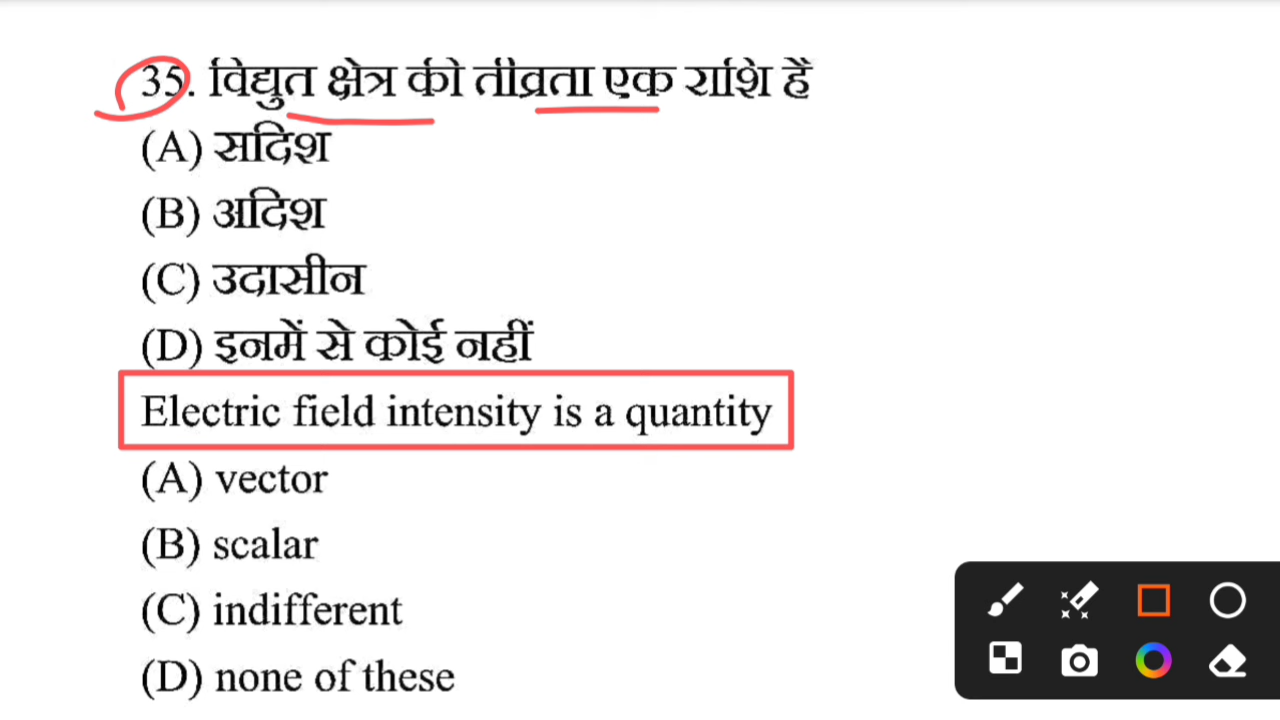 35. विद्युत क्षेत्र की तीव्रता एक राशि है
(A) सदिश
(B) अदिश
(C) उदासीन
(D) इनमें से कोई नहीं
Electric field intensity is a quantity
(A) vector
(B) scalar
(C) indifferent
(D) none of these